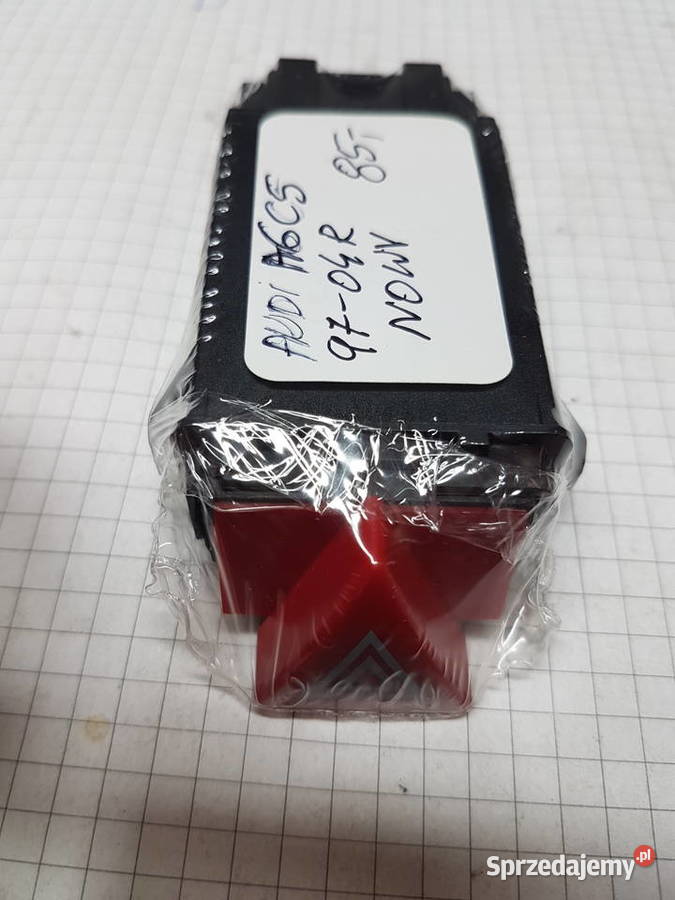 AUDI A6C5 85,-
97-04R
NOWY
Sprzedajemy.pl